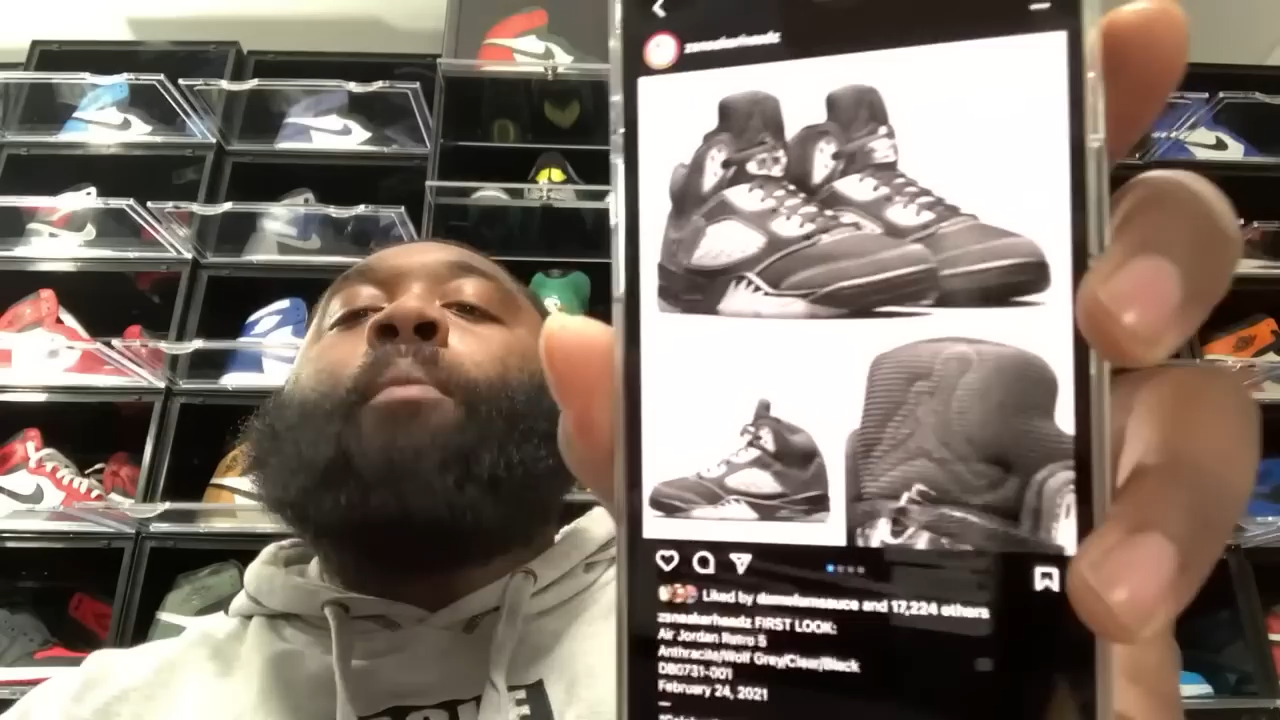 zsneakerheadz
Liked by and 17,224 others
zsneakerheadz FIRST LOOK:
Air Jordan Retro 5
Anthracite/Wolf Grey/Clear/Black
DB0731-001
February 24, 2021